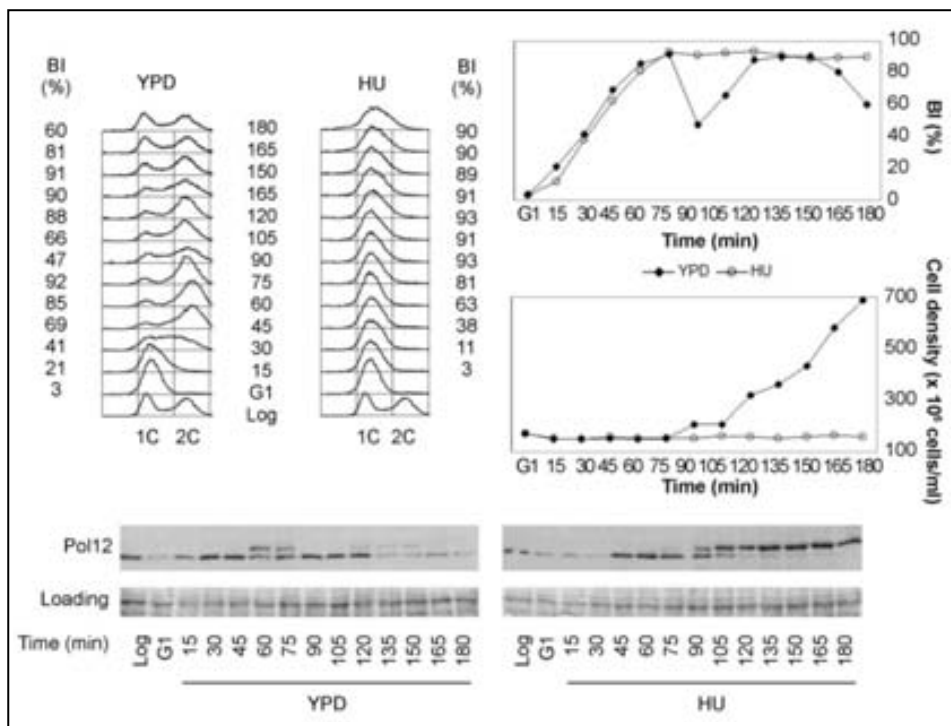 BI
(%)
YPD
HU
BI
(%)
60 180 90
81 165 90
91 150 89
90 165 91
88 120 93
66 105 91
47 90 93
92 75 81
85 60 63
69 45 38
41 30 11
21 15 3
3 G1
Log
1C 2C
1C 2C
100
80
60
40
20
0
BI (%)
G1 15 30 45 60 75 90 105 120 135 150 165 180
Time (min)
YPD HU
700
500
300
100
Cell density (x 10⁶ cells/ml)
G1 15 30 45 60 75 90 105 120 135 150 165 180
Time (min)
Pol12
Loading
Time (min)
Log G1 15 30 45 60 75 90 105 120 135 150 165 180
YPD
Log G1 15 30 45 60 75 90 105 120 135 150 165 180
HU